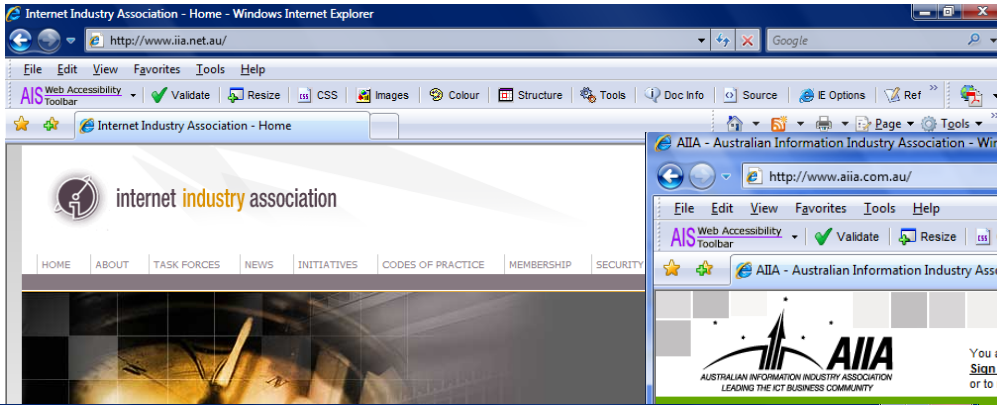 Internet Industry Association - Home - Windows Internet Explorer
http://www.iia.net.au/
Google
File Edit View Favorites Tools Help
AIS Web Accessibility Toolbar Validate Resize CSS Images Colour Structure Tools Doc Info Source IE Options Ref »
Internet Industry Association - Home
Page Tools »
internet industry association
HOME ABOUT TASK FORCES NEWS INITIATIVES CODES OF PRACTICE MEMBERSHIP SECURITY
AIIA - Australian Information Industry Association - Win
http://www.aiia.com.au/
File Edit View Favorites Tools Help
AIS Web Accessibility Toolbar Validate Resize css
AIIA - Australian Information Industry Asso
AIIA
AUSTRALIAN INFORMATION INDUSTRY ASSOCIATION
LEADING THE ICT BUSINESS COMMUNITY
You a
Sign
or to